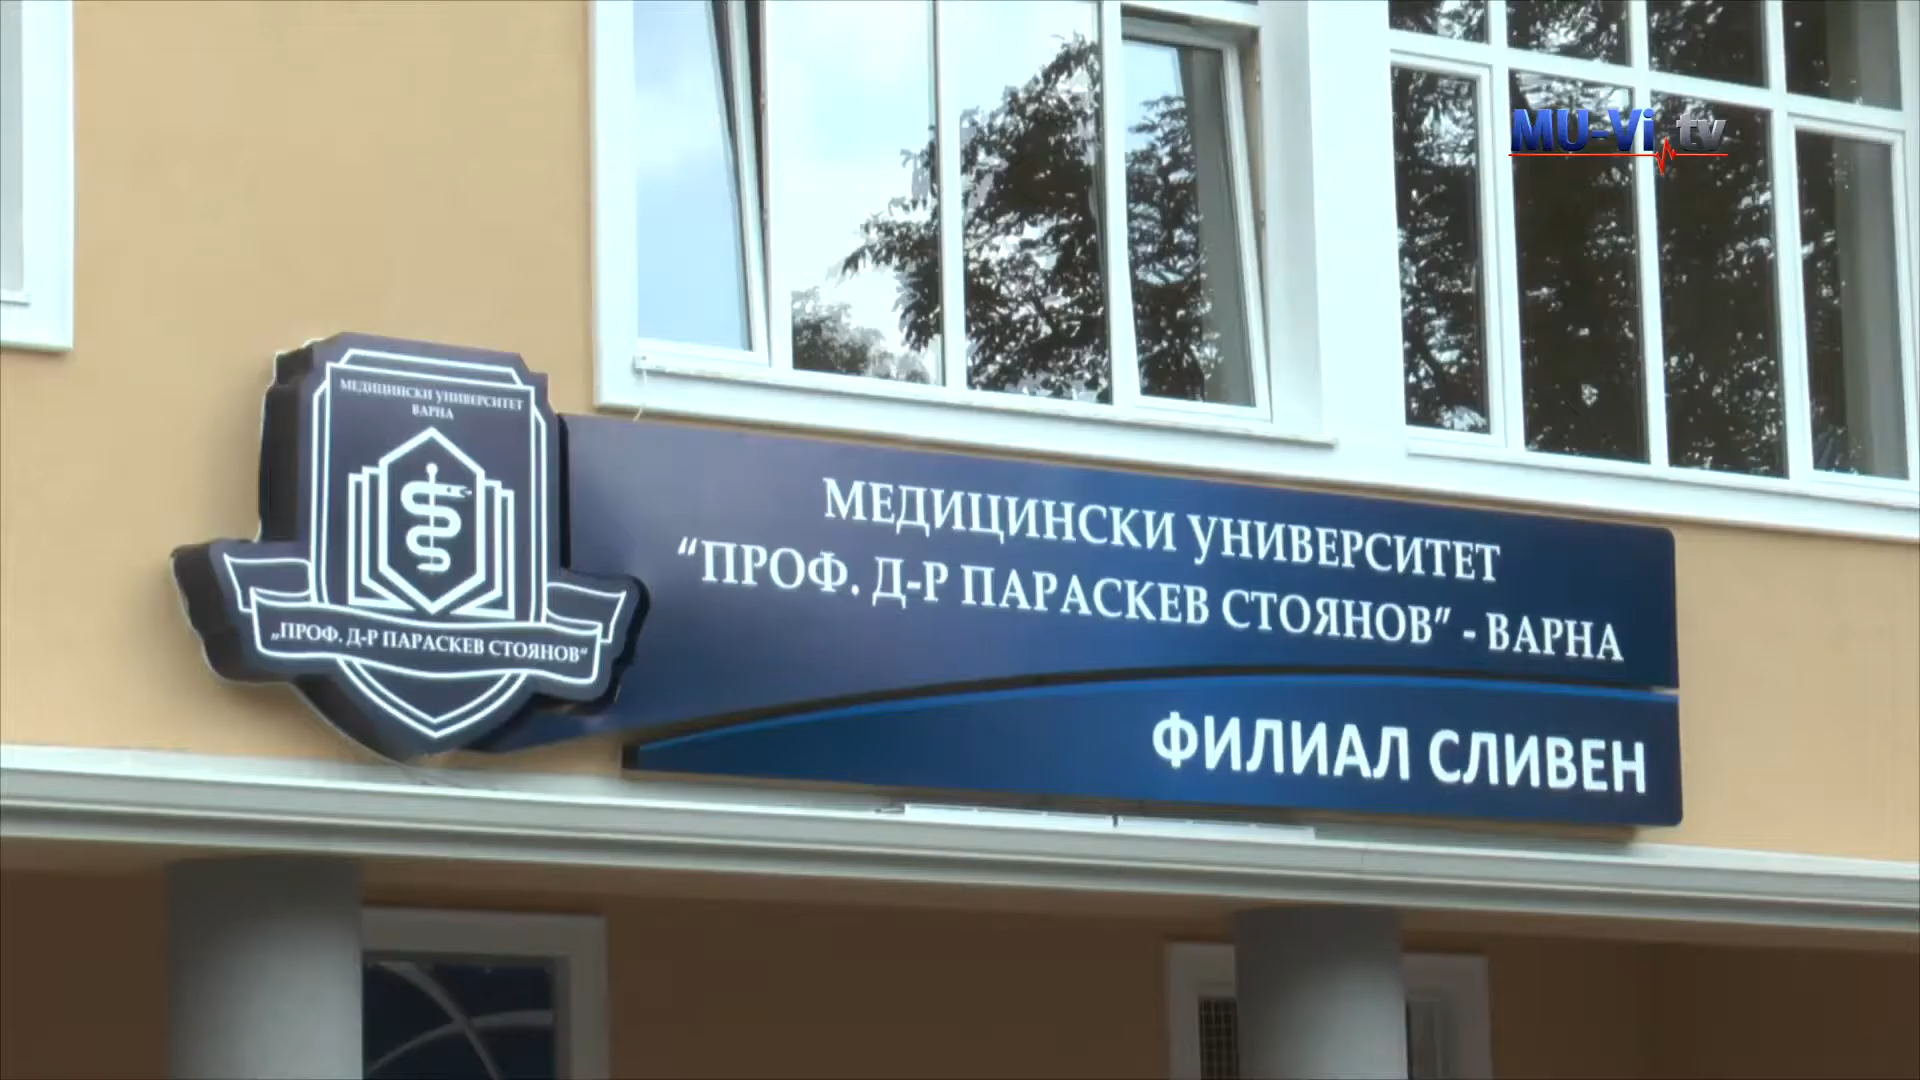 MU-Vi.tv
МЕДИЦИНСКИ УНИВЕРСИТЕТ
ВАРНА
„ПРОФ. Д-Р ПАРАСКЕВ СТОЯНОВ“
МЕДИЦИНСКИ УНИВЕРСИТЕТ
“ПРОФ. Д-Р ПАРАСКЕВ СТОЯНОВ” - ВАРНА
ФИЛИАЛ СЛИВЕН